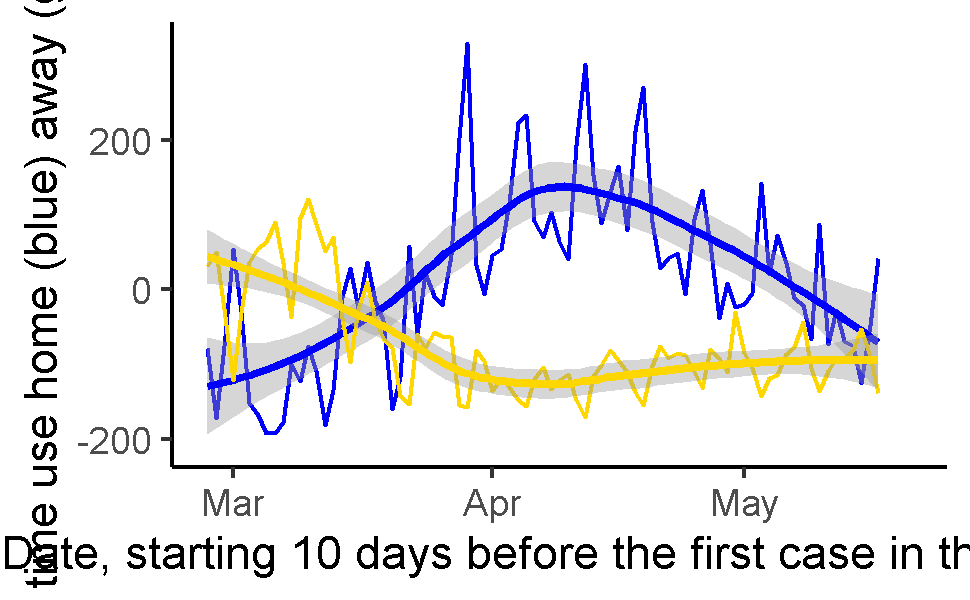 time use home (blue) away (
200
0
-200
Mar Apr May
Date, starting 10 days before the first case in th